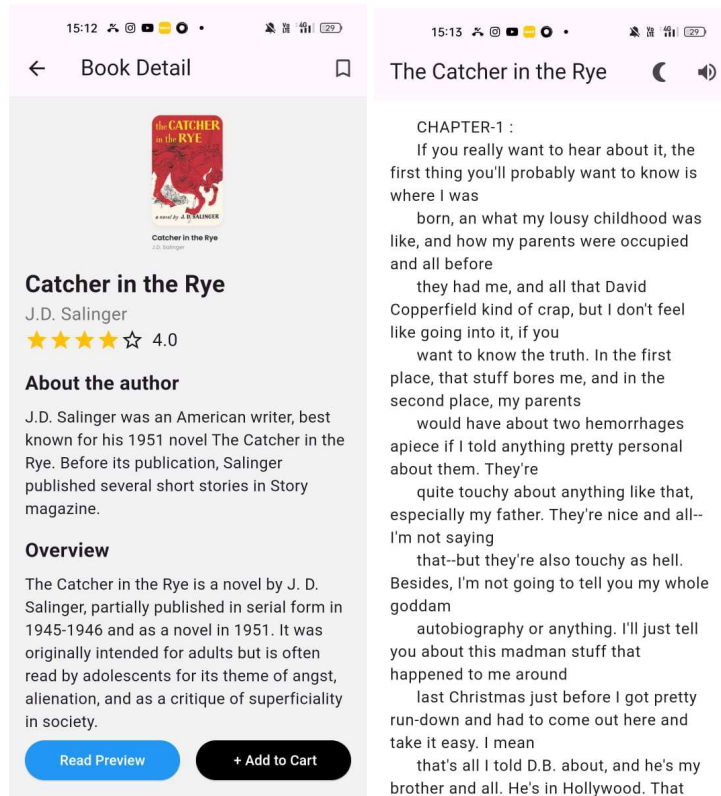 15:12
29
Book Detail
the CATCHER
in the RYE
a novel by J. D. SALINGER
Catcher in the Rye
J.D. Salinger
Catcher in the Rye
J.D. Salinger
4.0
About the author
J.D. Salinger was an American writer, best
known for his 1951 novel The Catcher in the
Rye. Before its publication, Salinger
published several short stories in Story
magazine.
Overview
The Catcher in the Rye is a novel by J. D.
Salinger, partially published in serial form in
1945-1946 and as a novel in 1951. It was
originally intended for adults but is often
read by adolescents for its theme of angst,
alienation, and as a critique of superficiality
in society.
Read Preview
+ Add to Cart
15:13
29
The Catcher in the Rye
CHAPTER-1 :
If you really want to hear about it, the
first thing you'll probably want to know is
where I was
born, an what my lousy childhood was
like, and how my parents were occupied
and all before
they had me, and all that David
Copperfield kind of crap, but I don't feel
like going into it, if you
want to know the truth. In the first
place, that stuff bores me, and in the
second place, my parents
would have about two hemorrhages
apiece if I told anything pretty personal
about them. They're
quite touchy about anything like that,
especially my father. They're nice and all--
I'm not saying
that--but they're also touchy as hell.
Besides, I'm not going to tell you my whole
goddam
autobiography or anything. I'll just tell
you about this madman stuff that
happened to me around
last Christmas just before I got pretty
run-down and had to come out here and
take it easy. I mean
that's all I told D.B. about, and he's my
brother and all. He's in Hollywood. That